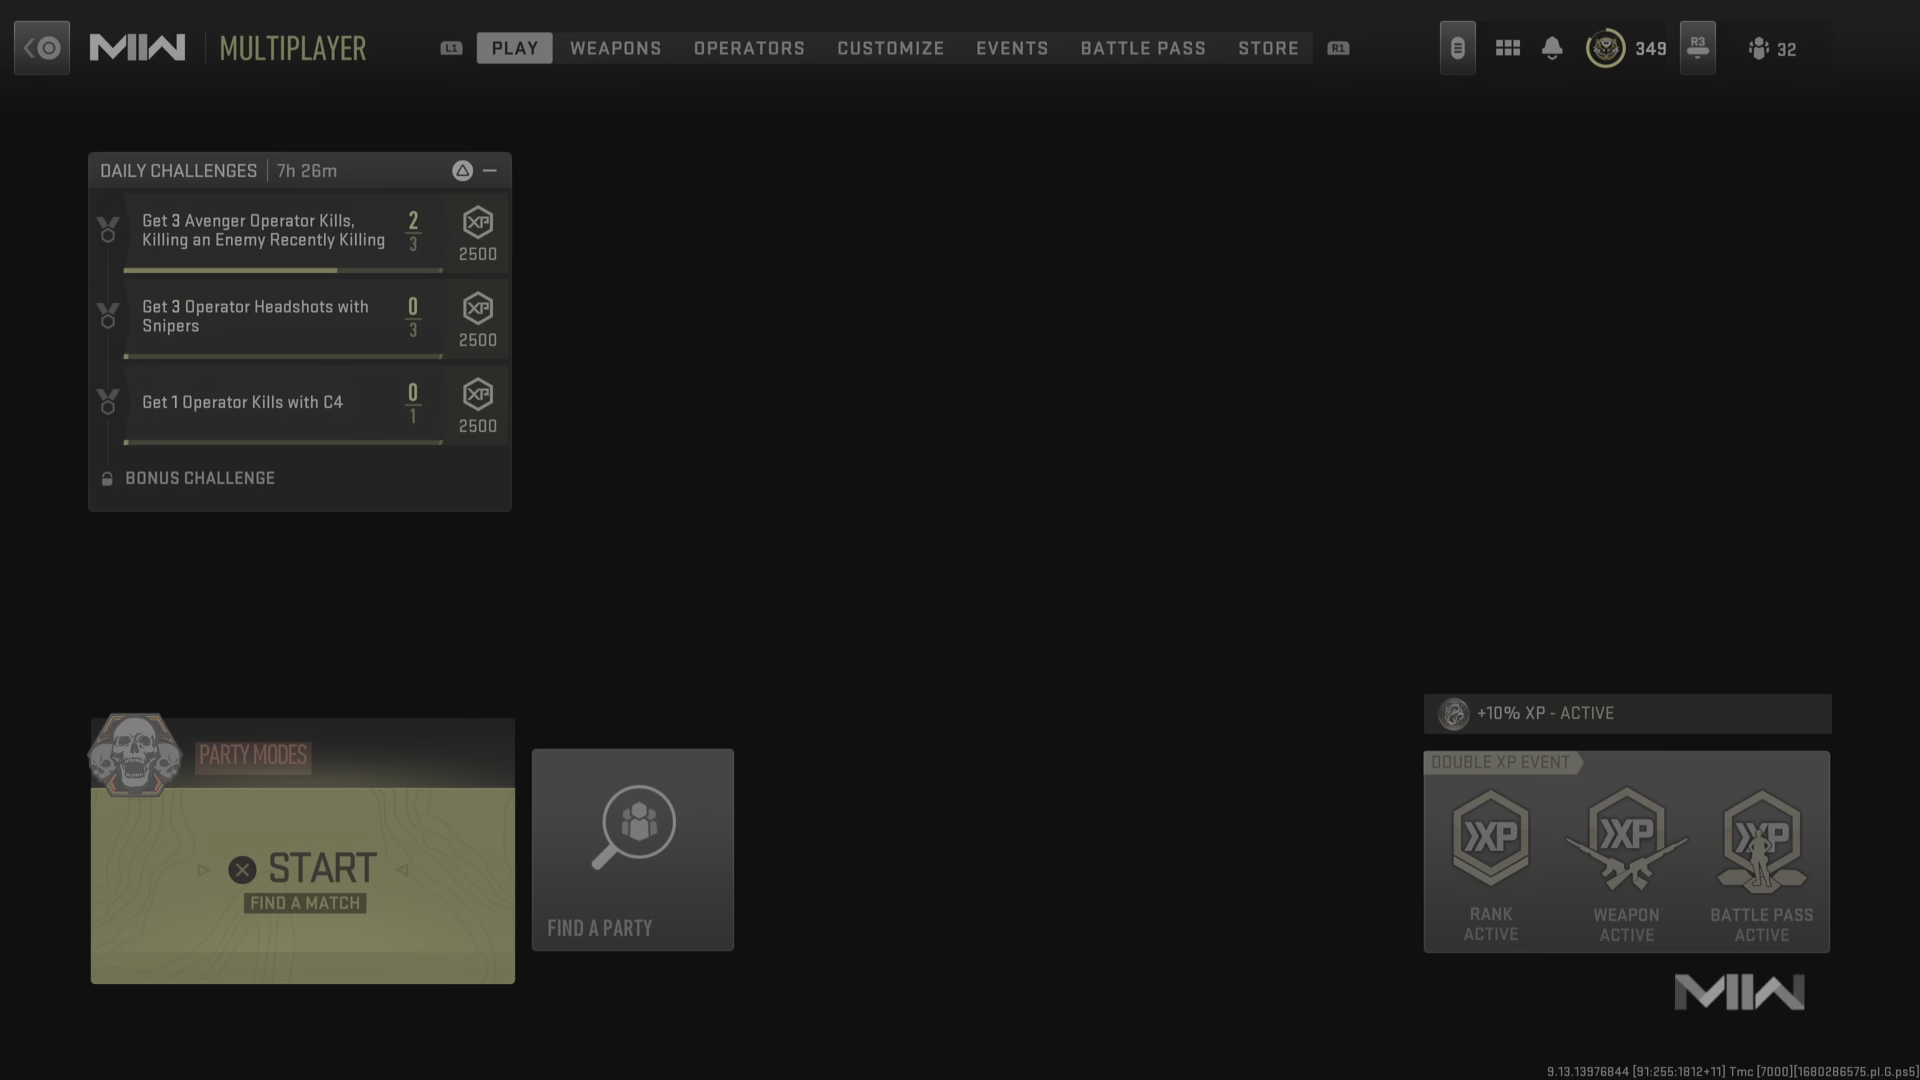 MW MULTIPLAYER L1 PLAY WEAPONS OPERATORS CUSTOMIZE EVENTS BATTLE PASS STORE R1 349 R3 32
DAILY CHALLENGES 7h 26m
Get 3 Avenger Operator Kills,
Killing an Enemy Recently Killing
2
3
XP
2500
Get 3 Operator Headshots with
Snipers
0
3
XP
2500
Get 1 Operator Kills with C4
0
1
XP
2500
BONUS CHALLENGE
PARTY MODES
START
FIND A MATCH
FIND A PARTY
+10% XP - ACTIVE
DOUBLE XP EVENT
XP XP XP
RANK
ACTIVE
WEAPON
ACTIVE
BATTLE PASS
ACTIVE
MW
9.13.13976844 [91:255:1812+11] Tmc [7000][1680286575.pl.G.ps5]